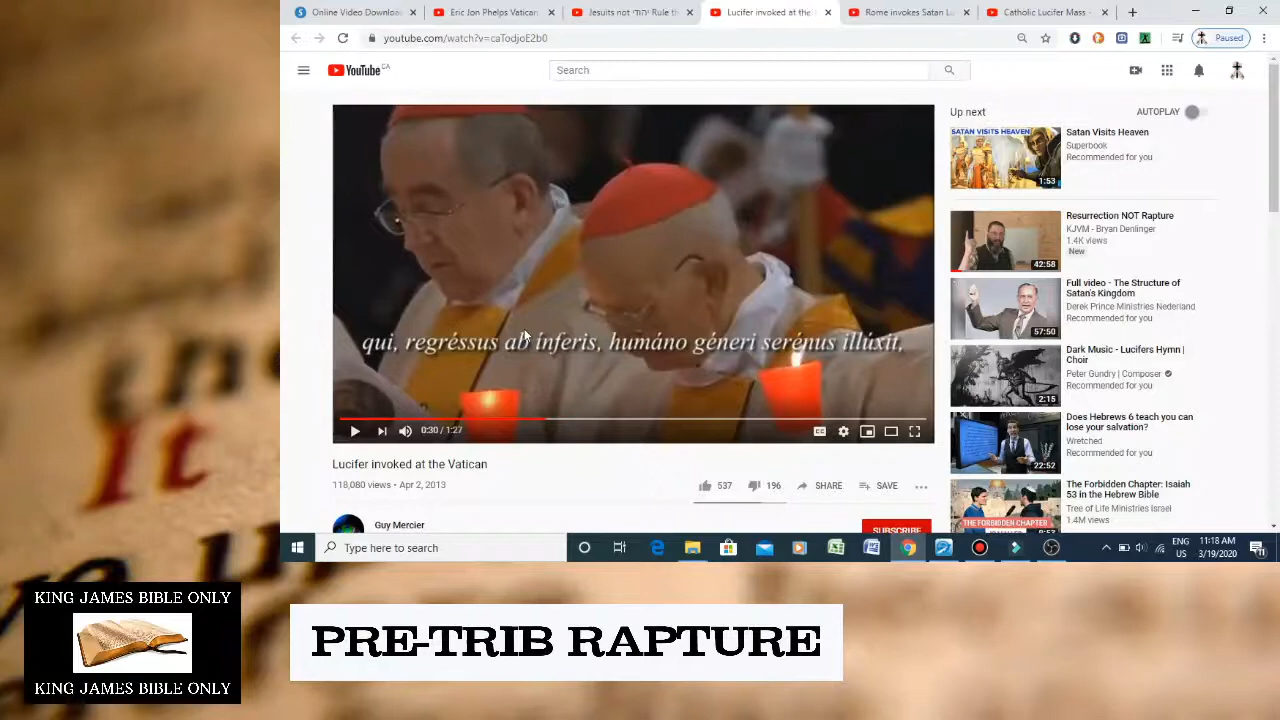 Online Video Downloa
Eric Jon Phelps Vatican
Jesuits not "יהוד" Rule th
Lucifer invoked at the
Rome invokes Satan L
Catholic Lucifer Mass -
youtube.com/watch?v=caTodjoE2b0
Paused
YouTube CA
Search
qui, regréssus ab ínferis, humáno géneri serénus illúxit,
0:30 / 1:27
Lucifer invoked at the Vatican
118,080 views • Apr 2, 2013
537
196
SHARE
SAVE
Guy Mercier
SUBSCRIBE
Up next
AUTOPLAY
SATAN VISITS HEAVEN
1:53
Satan Visits Heaven
Superbook
Recommended for you
42:58
Resurrection NOT Rapture
KJVM - Bryan Denlinger
1.4K views
New
57:50
Full video - The Structure of
Satan's Kingdom
Derek Prince Ministries Nederland
Recommended for you
2:15
Dark Music - Lucifers Hymn |
Choir
Peter Gundry | Composer
Recommended for you
22:52
Does Hebrews 6 teach you can
lose your salvation?
Wretched
Recommended for you
THE FORBIDDEN CHAPTER
The Forbidden Chapter: Isaiah
53 in the Hebrew Bible
Tree of Life Ministries Israel
1.4M views
Type here to search
ENG
US
11:18 AM
3/19/2020
the
It
KING JAMES BIBLE ONLY
KING JAMES BIBLE ONLY
PRE-TRIB RAPTURE